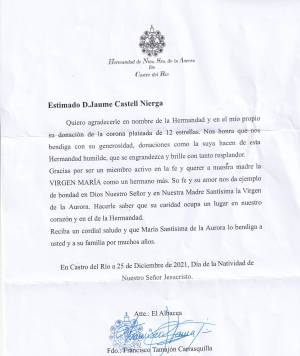 Hermandad de Ntra. Sra. de la Aurora
De
Castro del Río
Estimado D.Jaume Castell Nierga
Quiero agradecerle en nombre de la Hermandad y en el mío propio
su donación de la corona plateada de 12 estrellas. Nos honra que nos
bendiga con su generosidad, donaciones como la suya hacen de esta
Hermandad humilde, que se engrandezca y brille con tanto resplandor.
Gracias por ser un miembro activo en la fe y querer a nuestra madre la
VIRGEN MARÍA como un hermano más. Su fe y su amor nos da ejemplo
de bondad en Dios Nuestro Señor y en Nuestra Madre Santísima la Virgen
de la Aurora. Hacerle saber que su caridad ocupa un lugar en nuestro
corazón y en el de la Hermandad.
Reciba un cordial saludo y que María Santísima de la Aurora lo bendiga a
usted y a su familia por muchos años.
En Castro del Río a 25 de Diciembre de 2021, Día de la Natividad de
Nuestro Señor Jesucristo.
Atte.: El Albacea
Fdo.: Francisco Tamajón Carrasquilla